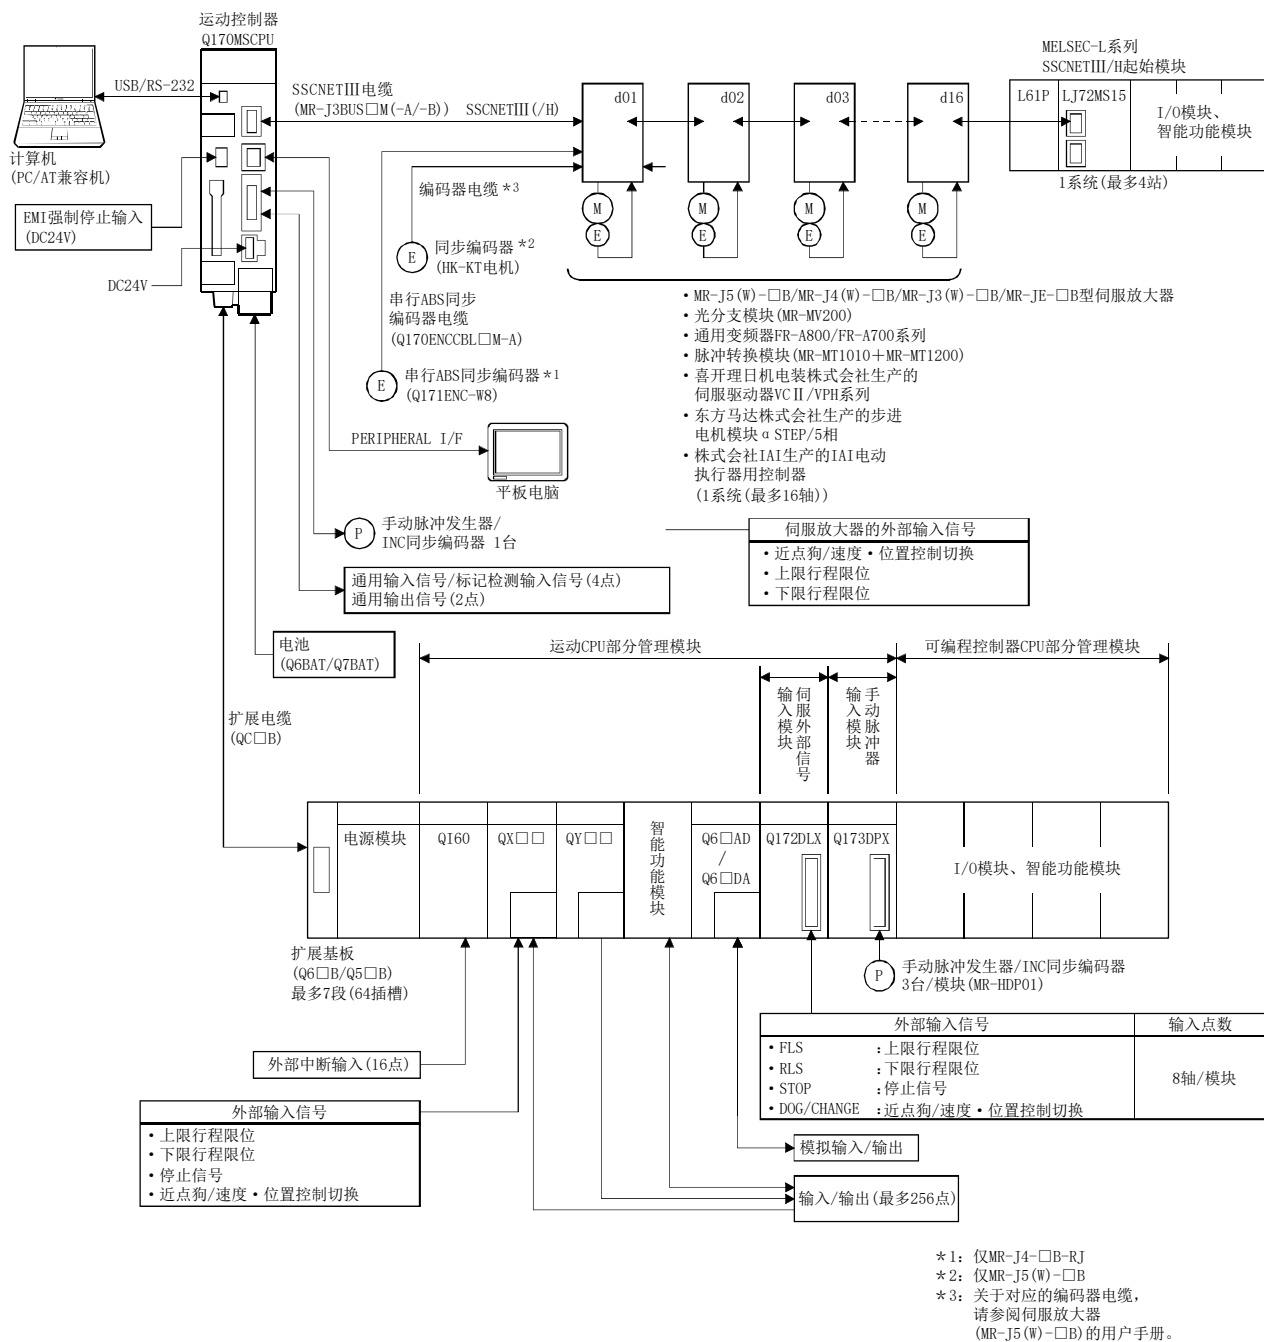 运动控制器
Q170MSCPU
USB/RS-232
计算机
(PC/AT兼容机)
EMI强制停止输入
(DC24V)
DC24V
SSCNETⅢ电缆
(MR-J3BUS□M(-A/-B))
SSCNETⅢ(/H)
d01
d02
d03
d16
MELSEC-L系列
SSCNETⅢ/H起始模块
L61P
LJ72MS15
I/O模块、
智能功能模块
1系统(最多4站)
编码器电缆*3
M
E
M
E
M
E
M
E
E
同步编码器*2
(HK-KT电机)
串行ABS同步
编码器电缆
(Q170ENCCBL□M-A)
E
串行ABS同步编码器*1
(Q171ENC-W8)
・MR-J5(W)-□B/MR-J4(W)-□B/MR-J3(W)-□B/MR-JE-□B型伺服放大器
・光分支模块(MR-MV200)
・通用变频器FR-A800/FR-A700系列
・脉冲转换模块(MR-MT1010+MR-MT1200)
・喜开理日机电装株式会社生产的
伺服驱动器VCⅡ/VPH系列
・东方马达株式会社生产的步进
电机模块αSTEP/5相
・株式会社IAI生产的IAI电动
执行器用控制器
(1系统(最多16轴))
PERIPHERAL I/F
平板电脑
P
手动脉冲发生器/
INC同步编码器 1台
通用输入信号/标记检测输入信号(4点)
通用输出信号(2点)
伺服放大器的外部输入信号
・近点狗/速度・位置控制切换
・上限行程限位
・下限行程限位
电池
(Q6BAT/Q7BAT)
运动CPU部分管理模块
可编程控制器CPU部分管理模块
伺服外部信号
输入模块
手动脉冲器
输入模块
扩展电缆
(QC□B)
电源模块
QI60
QX□□
QY□□
智能功能模块
Q6□AD
/
Q6□DA
Q172DLX
Q173DPX
I/O模块、智能功能模块
扩展基板
(Q6□B/Q5□B)
最多7段(64插槽)
P
手动脉冲发生器/INC同步编码器
3台/模块(MR-HDP01)
外部输入信号
输入点数
・FLS :上限行程限位
・RLS :下限行程限位
・STOP :停止信号
・DOG/CHANGE :近点狗/速度・位置控制切换
8轴/模块
外部中断输入(16点)
外部输入信号
・上限行程限位
・下限行程限位
・停止信号
・近点狗/速度・位置控制切换
模拟输入/输出
输入/输出(最多256点)
*1: 仅MR-J4-□B-RJ
*2: 仅MR-J5(W)-□B
*3: 关于对应的编码器电缆,
请参阅伺服放大器
(MR-J5(W)-□B)的用户手册。